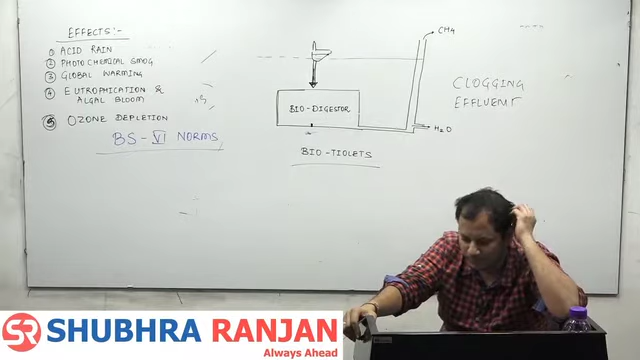 EFFECTS:-
① ACID RAIN
② PHOTO CHEMICAL SMOG
③ GLOBAL WARMING
④ EUTROPHICATION &
ALGAL BLOOM
⑤ OZONE DEPLETION
BS-VI NORMS
CH4
BIO-DIGESTOR
H2O
BIO-TIOLETS
CLOGGING
EFFLUENT
SR SHUBHRA RANJAN
Always Ahead